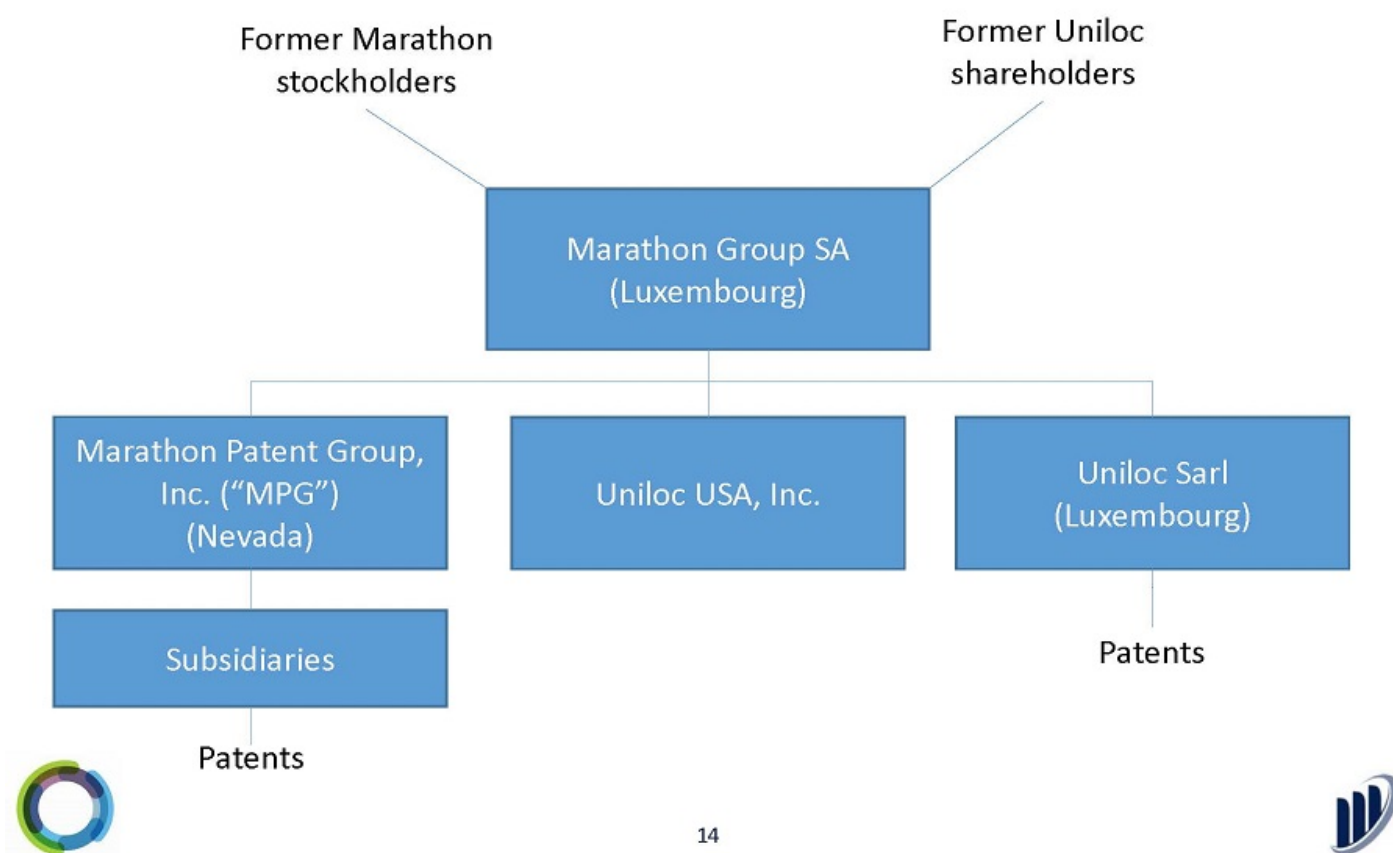 Former Marathon
stockholders
Former Uniloc
shareholders
Marathon Group SA
(Luxembourg)
Marathon Patent Group,
Inc. (“MPG”)
(Nevada)
Uniloc USA, Inc.
Uniloc Sarl
(Luxembourg)
Subsidiaries
Patents
Patents
14